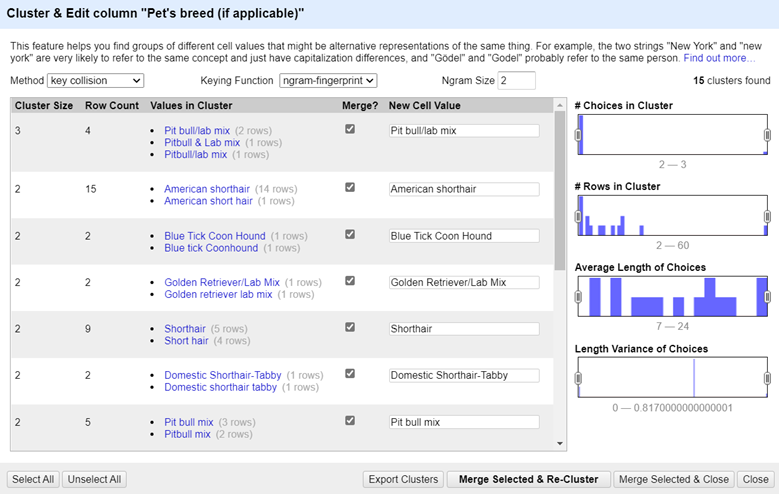 Cluster & Edit column "Pet's breed (if applicable)"
This feature helps you find groups of different cell values that might be alternative representations of the same thing. For example, the two strings "New York" and "new
york" are very likely to refer to the same concept and just have capitalization differences, and "Gödel" and "Godel" probably refer to the same person. Find out more...
Method key collision Keying Function ngram-fingerprint Ngram Size 2 15 clusters found
Cluster Size Row Count Values in Cluster Merge? New Cell Value
3 4 • Pit bull/lab mix (2 rows) Pit bull/lab mix
• Pitbull & Lab mix (1 rows)
• Pitbull/lab mix (1 rows)
2 15 • American shorthair (14 rows) American shorthair
• American short hair (1 rows)
2 2 • Blue Tick Coon Hound (1 rows) Blue Tick Coon Hound
• Blue tick Coonhound (1 rows)
2 2 • Golden Retriever/Lab Mix (1 rows) Golden Retriever/Lab Mix
• Golden retriever lab mix (1 rows)
2 9 • Shorthair (5 rows) Shorthair
• Short hair (4 rows)
2 2 • Domestic Shorthair-Tabby (1 rows) Domestic Shorthair-Tabby
• Domestic shorthair tabby (1 rows)
2 5 • Pit bull mix (3 rows) Pit bull mix
• Pitbull mix (2 rows)
# Choices in Cluster
2 — 3
# Rows in Cluster
2 — 60
Average Length of Choices
7 — 24
Length Variance of Choices
0 — 0.8170000000000001
Select All Unselect All Export Clusters Merge Selected & Re-Cluster Merge Selected & Close Close